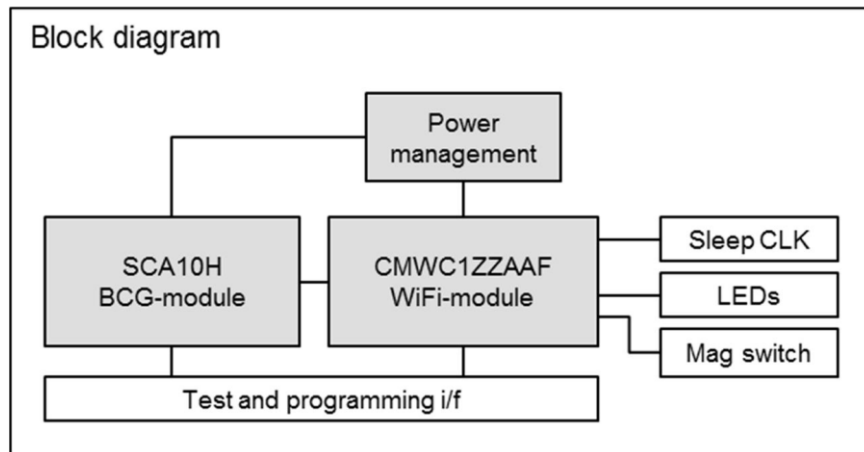 Block diagram
Power
management
SCA10H
BCG-module
CMWC1ZZAAF
WiFi-module
Sleep CLK
LEDs
Mag switch
Test and programming i/f